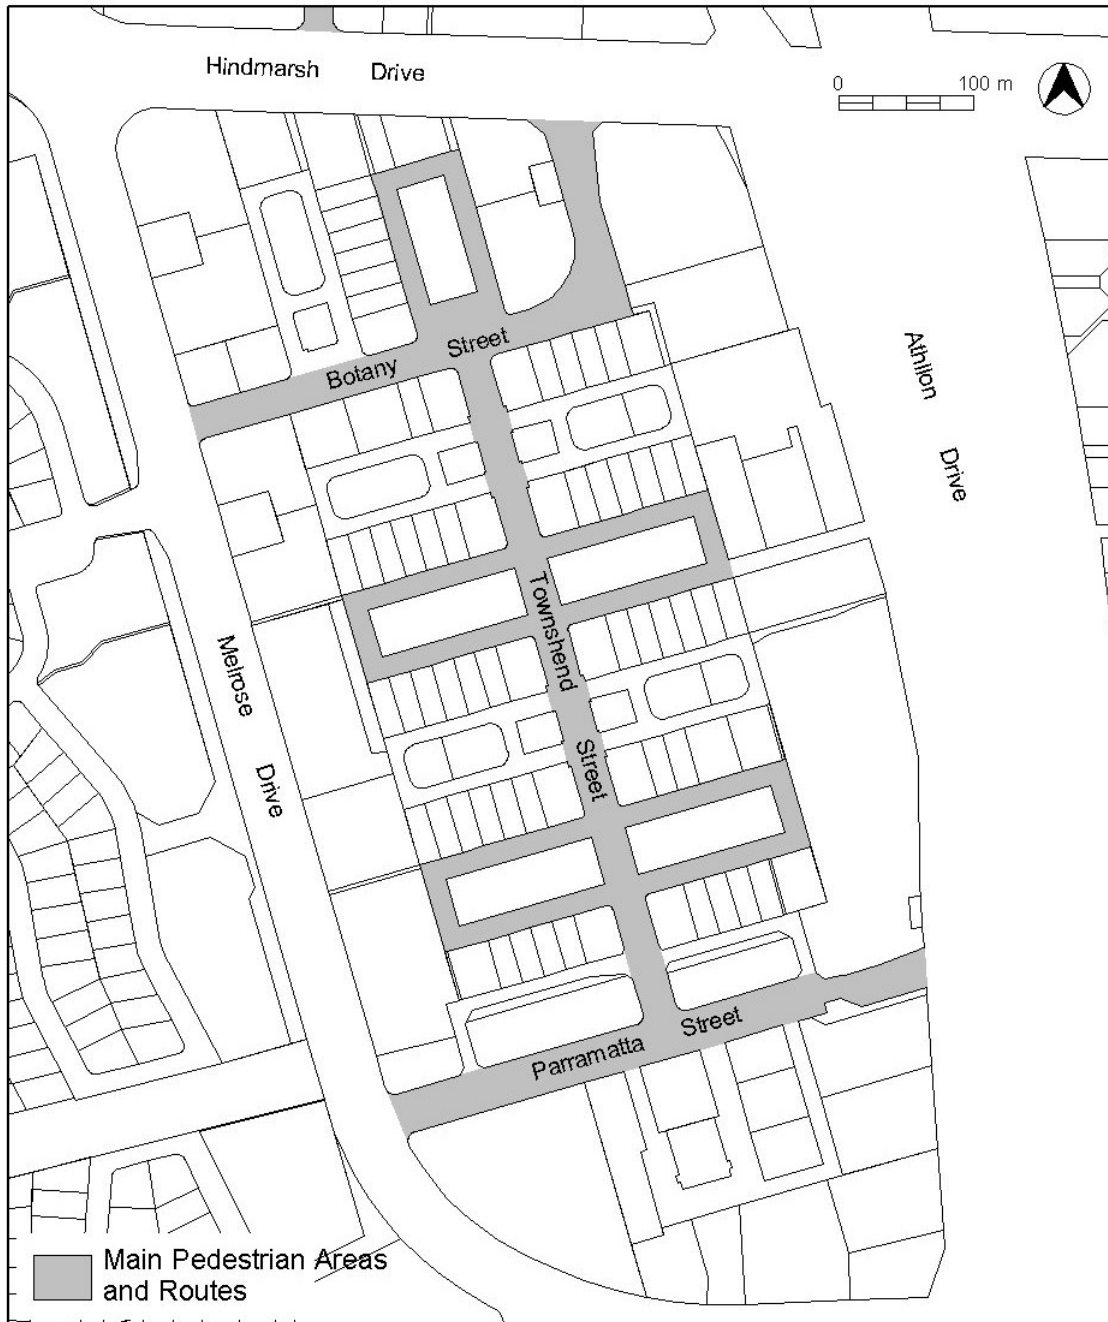 Hindmarsh Drive
0 100 m
Botany Street
Athllon Drive
Townshend Street
Melrose Drive
Parramatta Street
Main Pedestrian Areas
and Routes